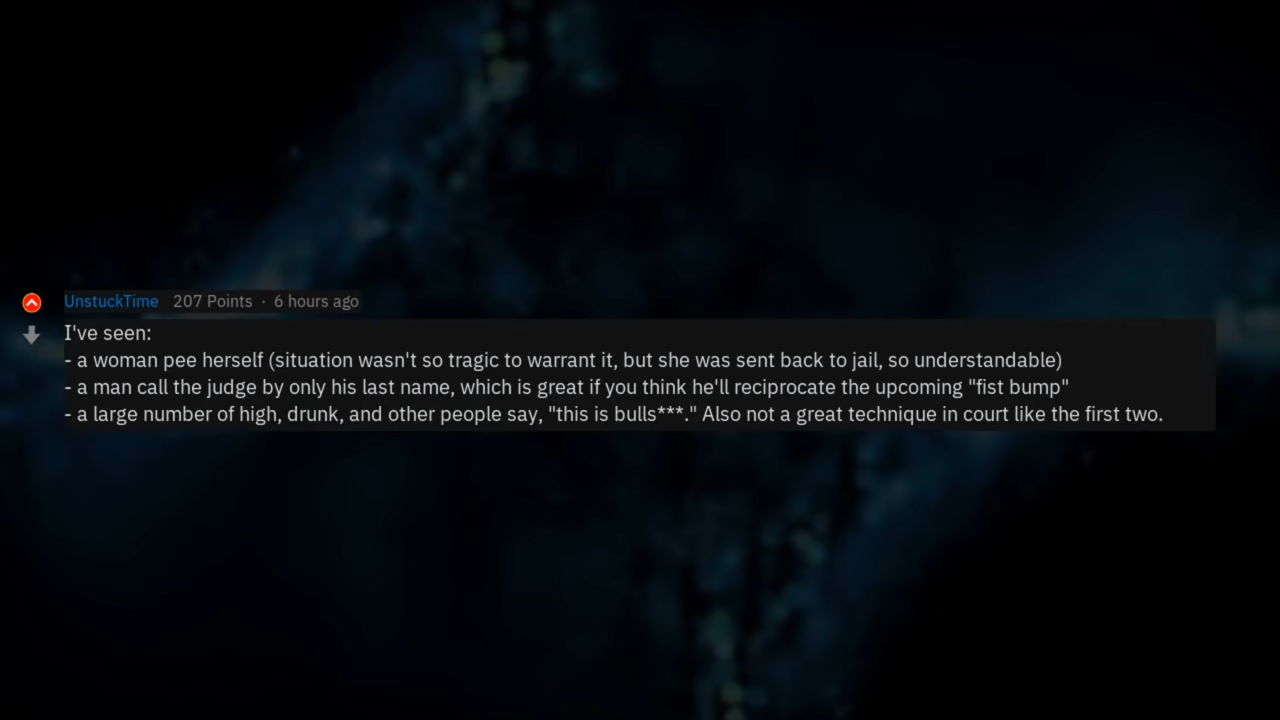 UnstuckTime 207 Points · 6 hours ago
I've seen:
- a woman pee herself (situation wasn't so tragic to warrant it, but she was sent back to jail, so understandable)
- a man call the judge by only his last name, which is great if you think he'll reciprocate the upcoming "fist bump"
- a large number of high, drunk, and other people say, "this is bulls***." Also not a great technique in court like the first two.